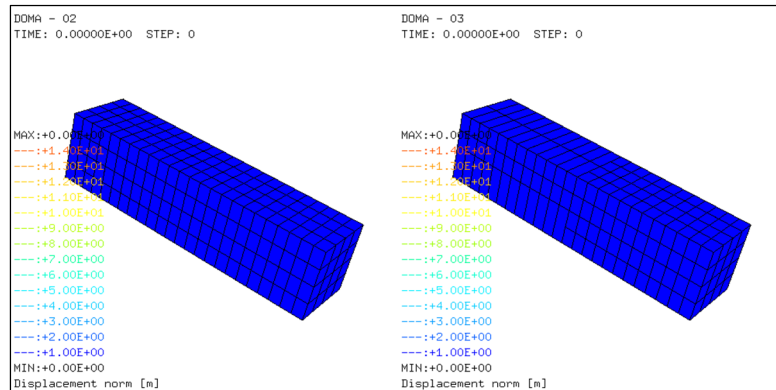 DOMA - 02
TIME: 0.00000E+00 STEP: 0
MAX:+0.00E+00
---:+1.40E+01
---:+1.30E+01
---:+1.20E+01
---:+1.10E+01
---:+1.00E+01
---:+9.00E+00
---:+8.00E+00
---:+7.00E+00
---:+6.00E+00
---:+5.00E+00
---:+4.00E+00
---:+3.00E+00
---:+2.00E+00
---:+1.00E+00
MIN:+0.00E+00
Displacement norm [m]
DOMA - 03
TIME: 0.00000E+00 STEP: 0
MAX:+0.00E+00
---:+1.40E+01
---:+1.30E+01
---:+1.20E+01
---:+1.10E+01
---:+1.00E+01
---:+9.00E+00
---:+8.00E+00
---:+7.00E+00
---:+6.00E+00
---:+5.00E+00
---:+4.00E+00
---:+3.00E+00
---:+2.00E+00
---:+1.00E+00
MIN:+0.00E+00
Displacement norm [m]